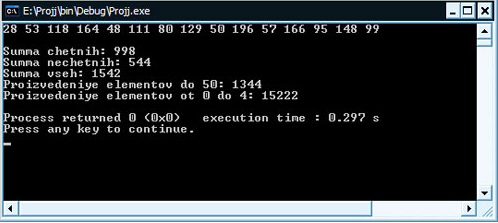 E:\Projj\bin\Debug\Projj.exe
28 53 118 164 48 111 80 129 50 196 57 166 95 148 99
Summa chetnih: 998
Summa nechetnih: 544
Summa vseh: 1542
Proizvedeniye elementov do 50: 1344
Proizvedeniye elementov ot 0 do 4: 15222
Process returned 0 (0x0)   execution time : 0.297 s
Press any key to continue.